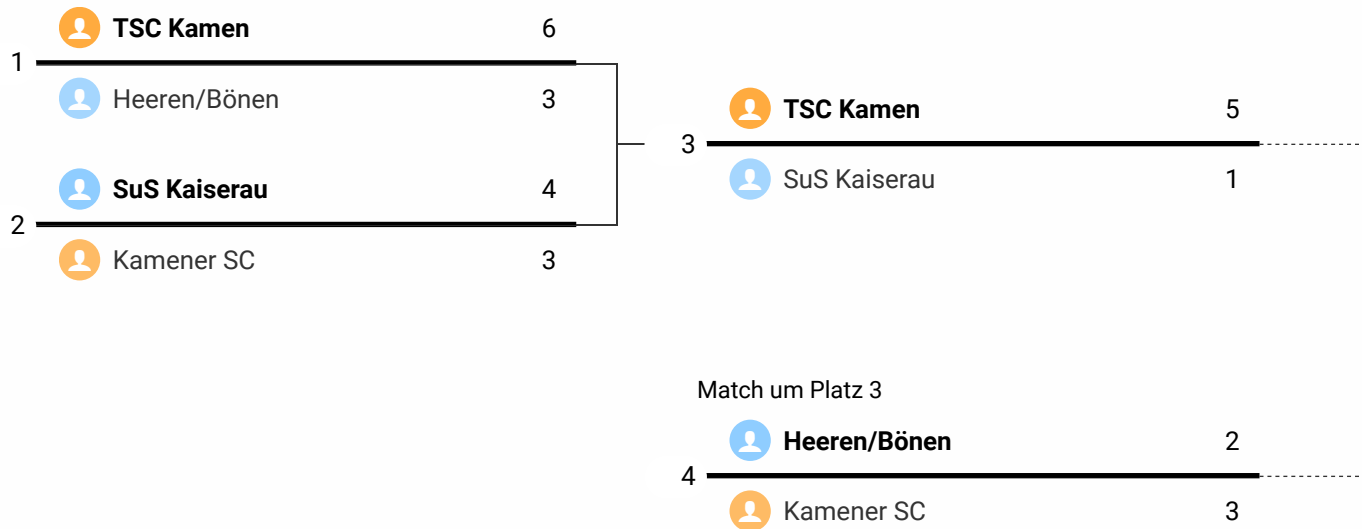 TSC Kamen 6
1
Heeren/Bönen 3
SuS Kaiserau 4
2
Kamener SC 3
TSC Kamen 5
3
SuS Kaiserau 1
Match um Platz 3
Heeren/Bönen 2
4
Kamener SC 3